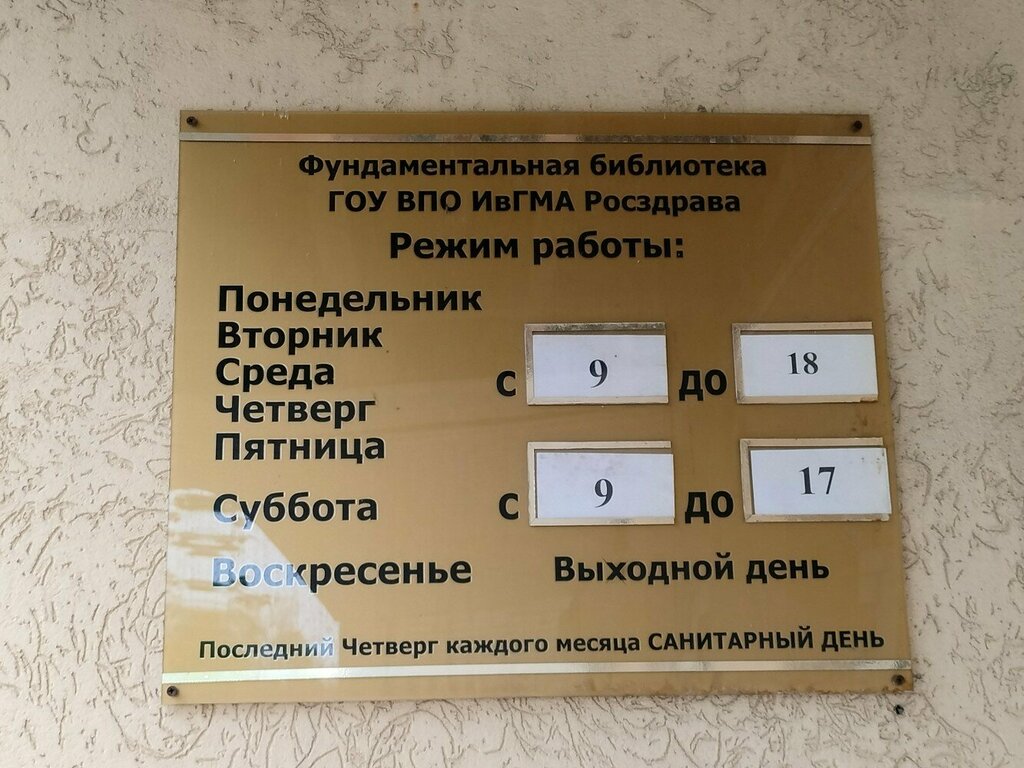 Фундаментальная библиотека
ГОУ ВПО ИвГМА Росздрава
Режим работы:
Понедельник
Вторник
Среда с 9 до 18
Четверг
Пятница
Суббота с 9 до 17
Воскресенье Выходной день
Последний Четверг каждого месяца САНИТАРНЫЙ ДЕНЬ